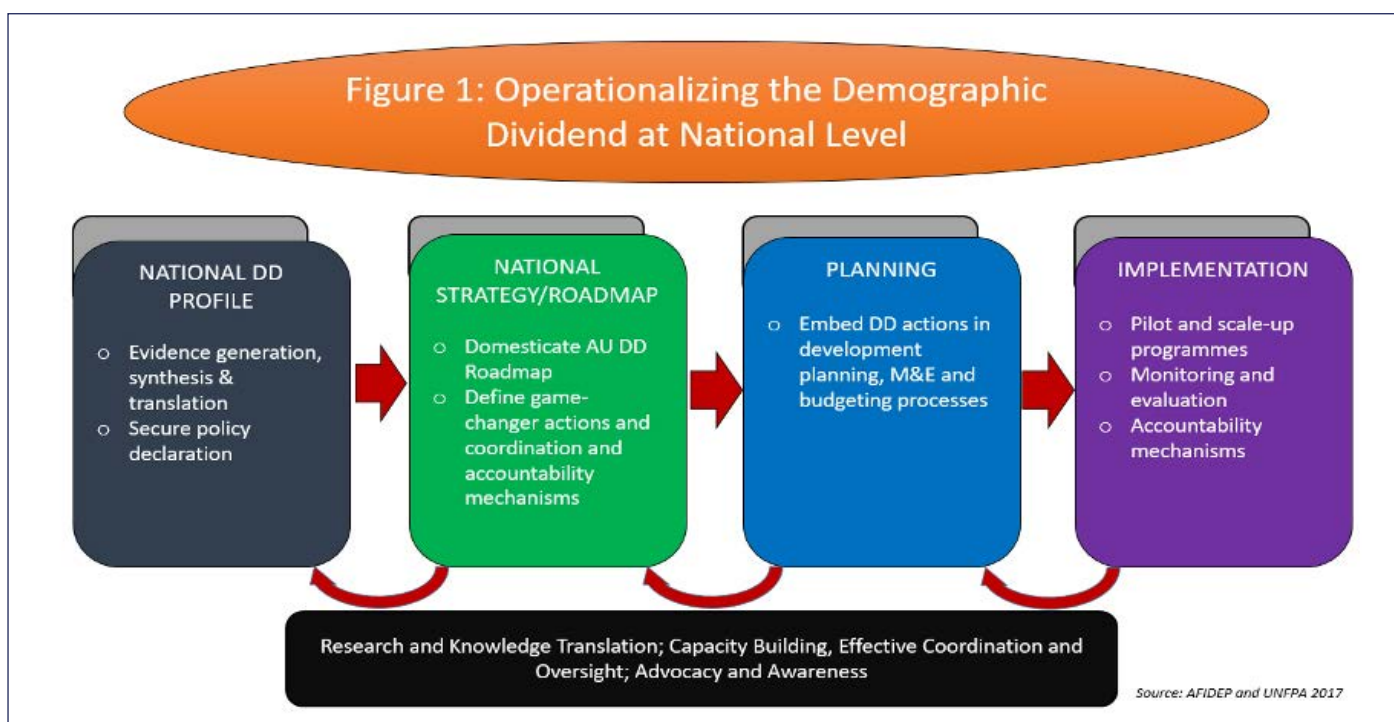 Figure 1: Operationalizing the Demographic
Dividend at National Level
NATIONAL DD
PROFILE
o Evidence generation,
synthesis &
translation
o Secure policy
declaration
NATIONAL
STRATEGY/ROADMAP
o Domesticate AU DD
Roadmap
o Define game-
changer actions and
coordination and
accountability
mechanisms
PLANNING
o Embed DD actions in
development
planning, M&E and
budgeting processes
IMPLEMENTATION
o Pilot and scale-up
programmes
o Monitoring and
evaluation
o Accountability
mechanisms
Research and Knowledge Translation; Capacity Building, Effective Coordination and
Oversight; Advocacy and Awareness
Source: AFIDEP and UNFPA 2017